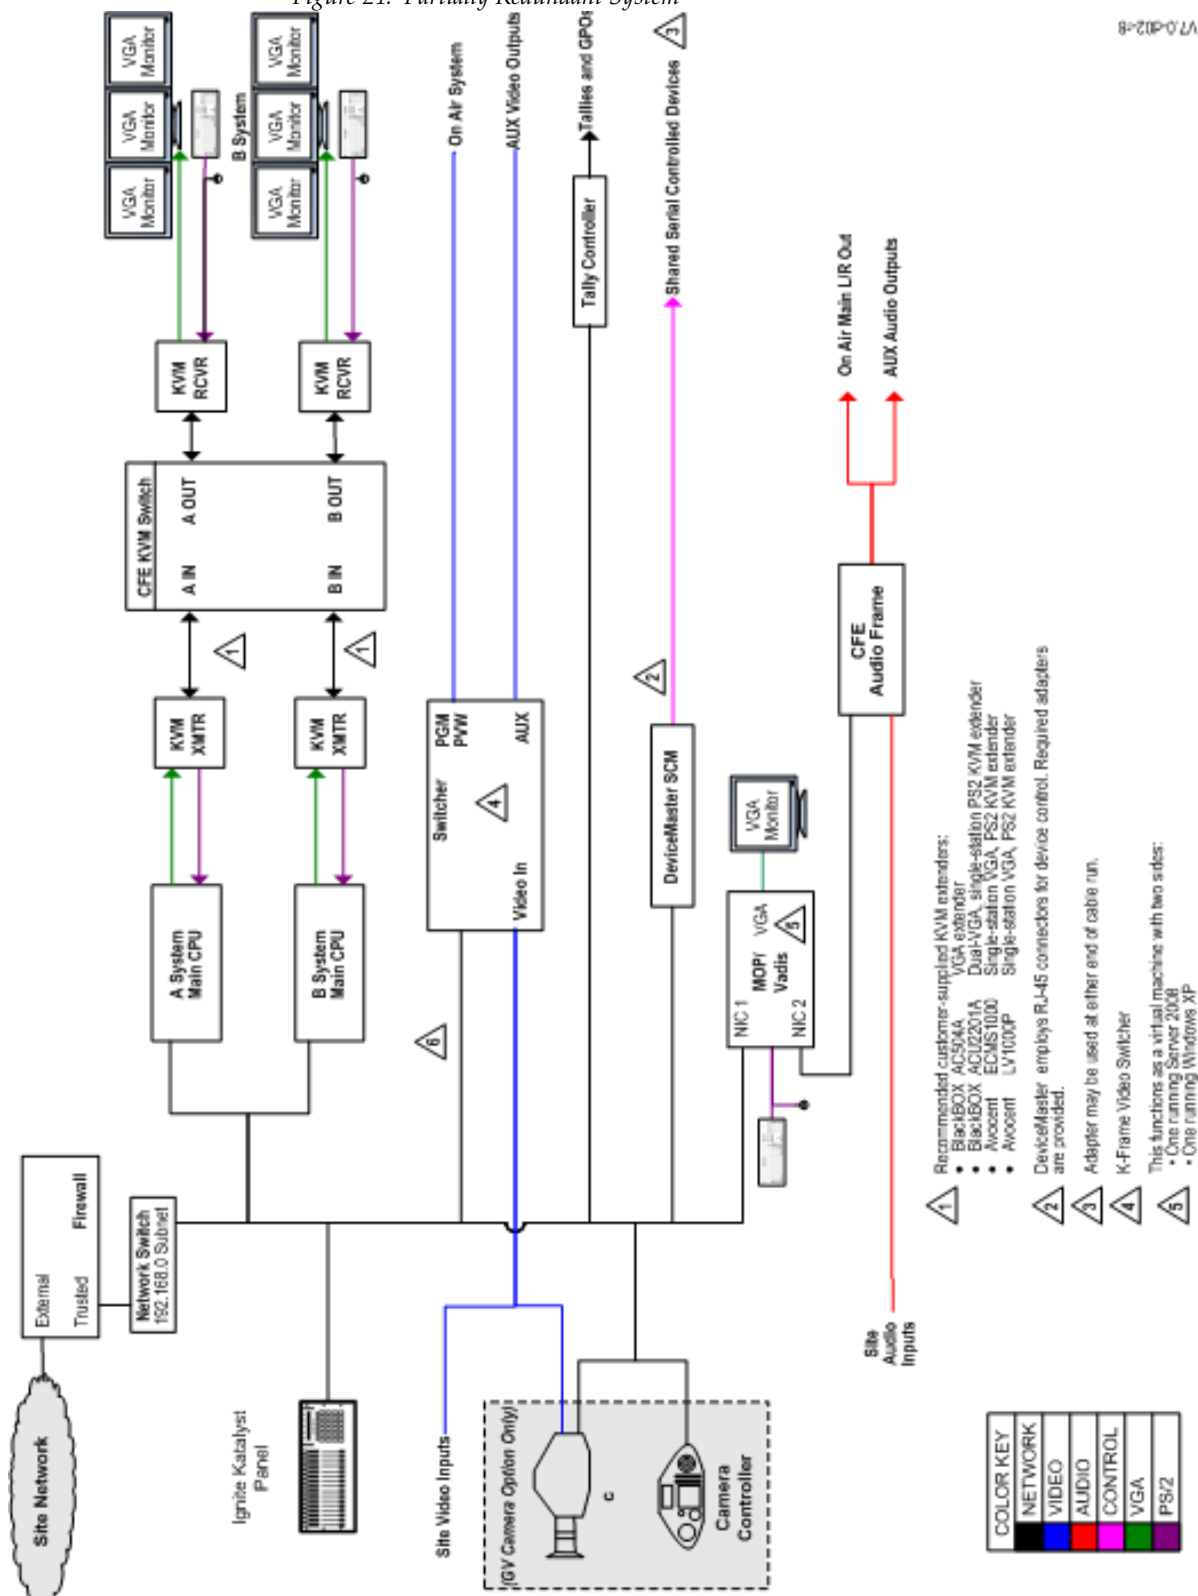 Figure 21. Partially Redundant System
V7.0-d02-r8
Site Network
External
Trusted
Firewall
Network Switch
192.168.0 Subnet
Ignite Katalyst
Panel
A System
Main CPU
B System
Main CPU
KVM
XMTR
KVM
XMTR
1
1
CFE KVM Switch
A IN
A OUT
B IN
B OUT
KVM
RCVR
KVM
RCVR
VGA
Monitor
VGA
Monitor
VGA
Monitor
B System
VGA
Monitor
VGA
Monitor
VGA
Monitor
Site Video Inputs
6
Switcher
Video In
PGM
PVW
AUX
4
On Air System
AUX Video Outputs
Tally Controller
Tallies and GPOs
DeviceMaster SCM
2
Shared Serial Controlled Devices
3
(GV Camera Option Only)
C
Camera
Controller
NIC 1
MOP/
Vadis
NIC 2
VGA
5
VGA
Monitor
CFE
Audio Frame
On Air Main L/R Out
AUX Audio Outputs
Site
Audio
Inputs
1
Recommended customer-supplied KVM extenders:
• BlackBOX AC504A VGA extender
• BlackBOX ACU2201A Dual-VGA, single-station PS2 KVM extender
• Avocent ECMS1000 Single-station VGA, PS2 KVM extender
• Avocent LV1000P Single-station VGA, PS2 KVM extender
2
DeviceMaster employs RJ-45 connectors for device control. Required adapters
are provided.
3
Adapter may be used at either end of cable run.
4
K-Frame Video Switcher
5
This functions as a virtual machine with two sides:
• One running Server 2008
• One running Windows XP
COLOR KEY
NETWORK
VIDEO
AUDIO
CONTROL
VGA
PS/2